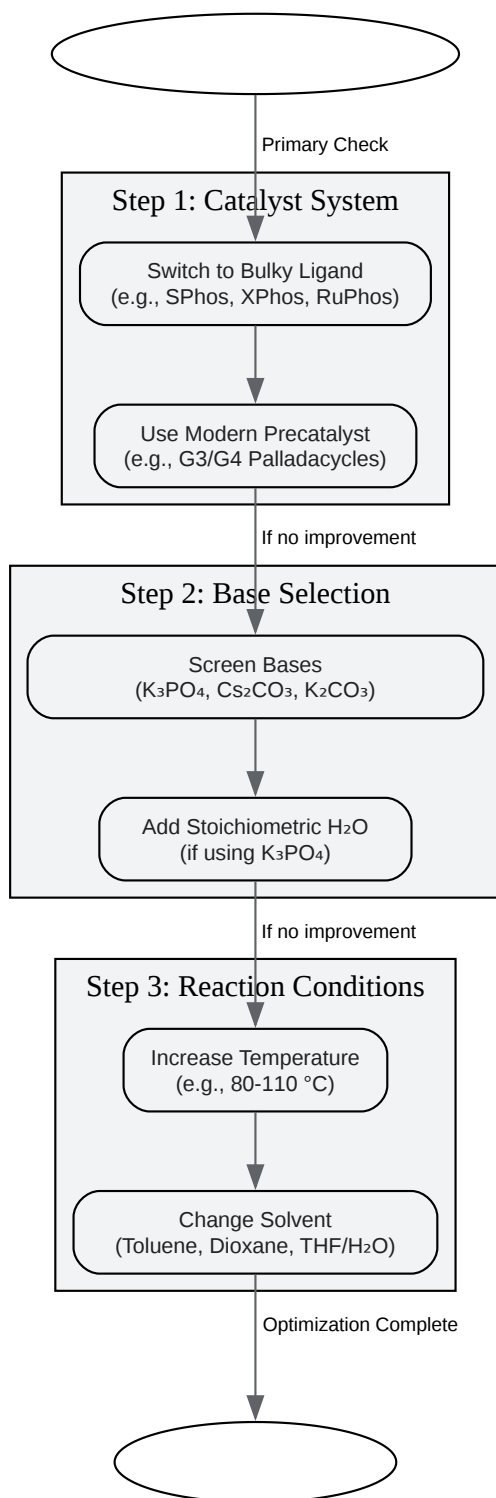 Primary Check
Step 1: Catalyst System
Switch to Bulky Ligand
(e.g., SPhos, XPhos, RuPhos)
Use Modern Precatalyst
(e.g., G3/G4 Palladacycles)
If no improvement
Step 2: Base Selection
Screen Bases
(K₃PO₄, Cs₂CO₃, K₂CO₃)
Add Stoichiometric H₂O
(if using K₃PO₄)
If no improvement
Step 3: Reaction Conditions
Increase Temperature
(e.g., 80-110 °C)
Change Solvent
(Toluene, Dioxane, THF/H₂O)
Optimization Complete